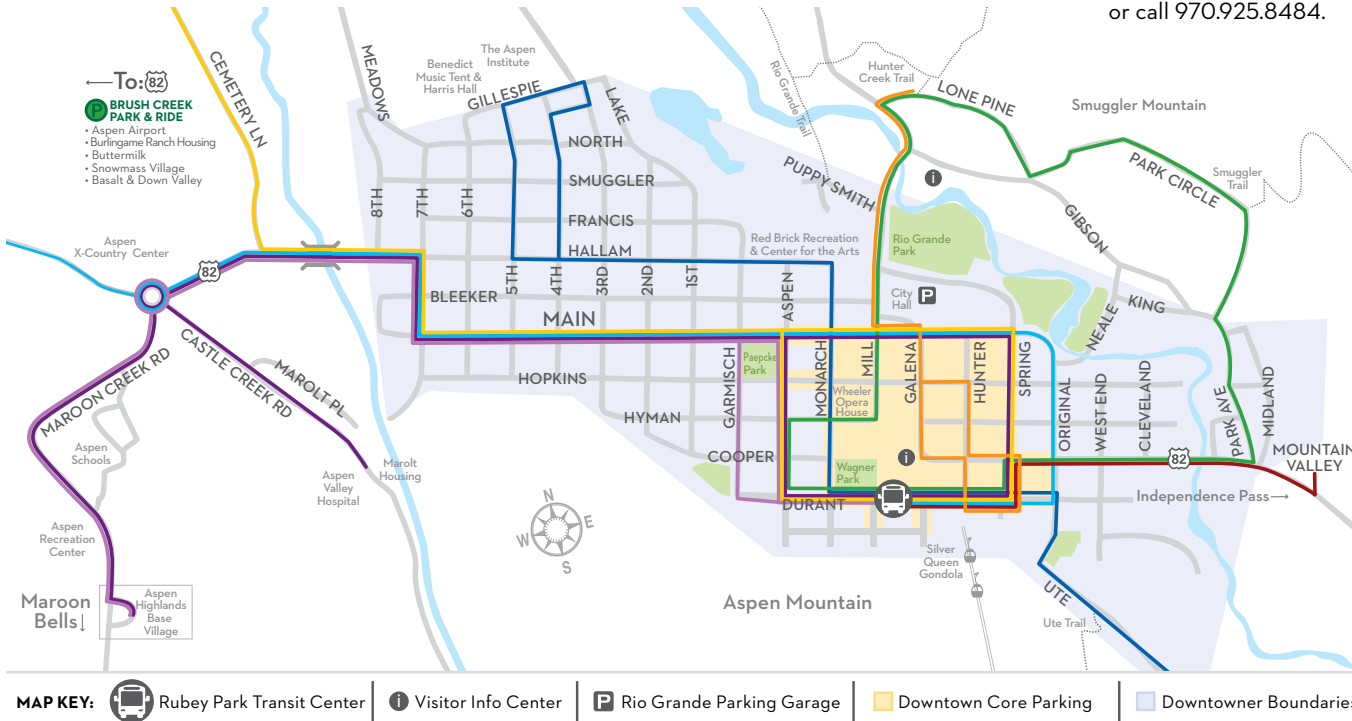 or call 970.925.8484.
←To: 82
P BRUSH CREEK
PARK & RIDE
• Aspen Airport
• Burlingame Ranch Housing
• Buttermilk
• Snowmass Village
• Basalt & Down Valley
CEMETERY LN
MEADOWS
Benedict
Music Tent &
Harris Hall
The Aspen
Institute
GILLESPIE
LAKE
NORTH
SMUGGLER
FRANCIS
HALLAM
8TH
7TH
6TH
5TH
4TH
3RD
2ND
1ST
BLEEKER
MAIN
HOPKINS
HYMAN
COOPER
DURANT
GARMISCH
ASPEN
MONARCH
MILL
GALENA
HUNTER
SPRING
ORIGINAL
WEST END
CLEVELAND
Rio Grande Trail
Hunter
Creek Trail
LONE PINE
Smuggler Mountain
PARK CIRCLE
Smuggler
Trail
PUPPY SMITH
i
GIBSON
Red Brick Recreation
& Center for the Arts
Rio Grande
Park
City
Hall
P
NEALE
KING
PARK AVE
MIDLAND
MOUNTAIN
VALLEY
82
Independence Pass→
Paepcke
Park
Wheeler
Opera
House
i
Wagner
Park
Aspen
X-Country Center
82
MAROON CREEK RD
CASTLE CREEK RD
MAROLT PL
Aspen
Schools
Aspen
Valley
Hospital
Marolt
Housing
Aspen
Recreation
Center
Maroon
Bells↓
Aspen
Highlands
Base
Village
N
W
E
S
Silver
Queen
Gondola
Aspen Mountain
UTE
Ute Trail
MAP KEY:
Rubey Park Transit Center
i Visitor Info Center
P Rio Grande Parking Garage
Downtown Core Parking
Downtowner Boundaries